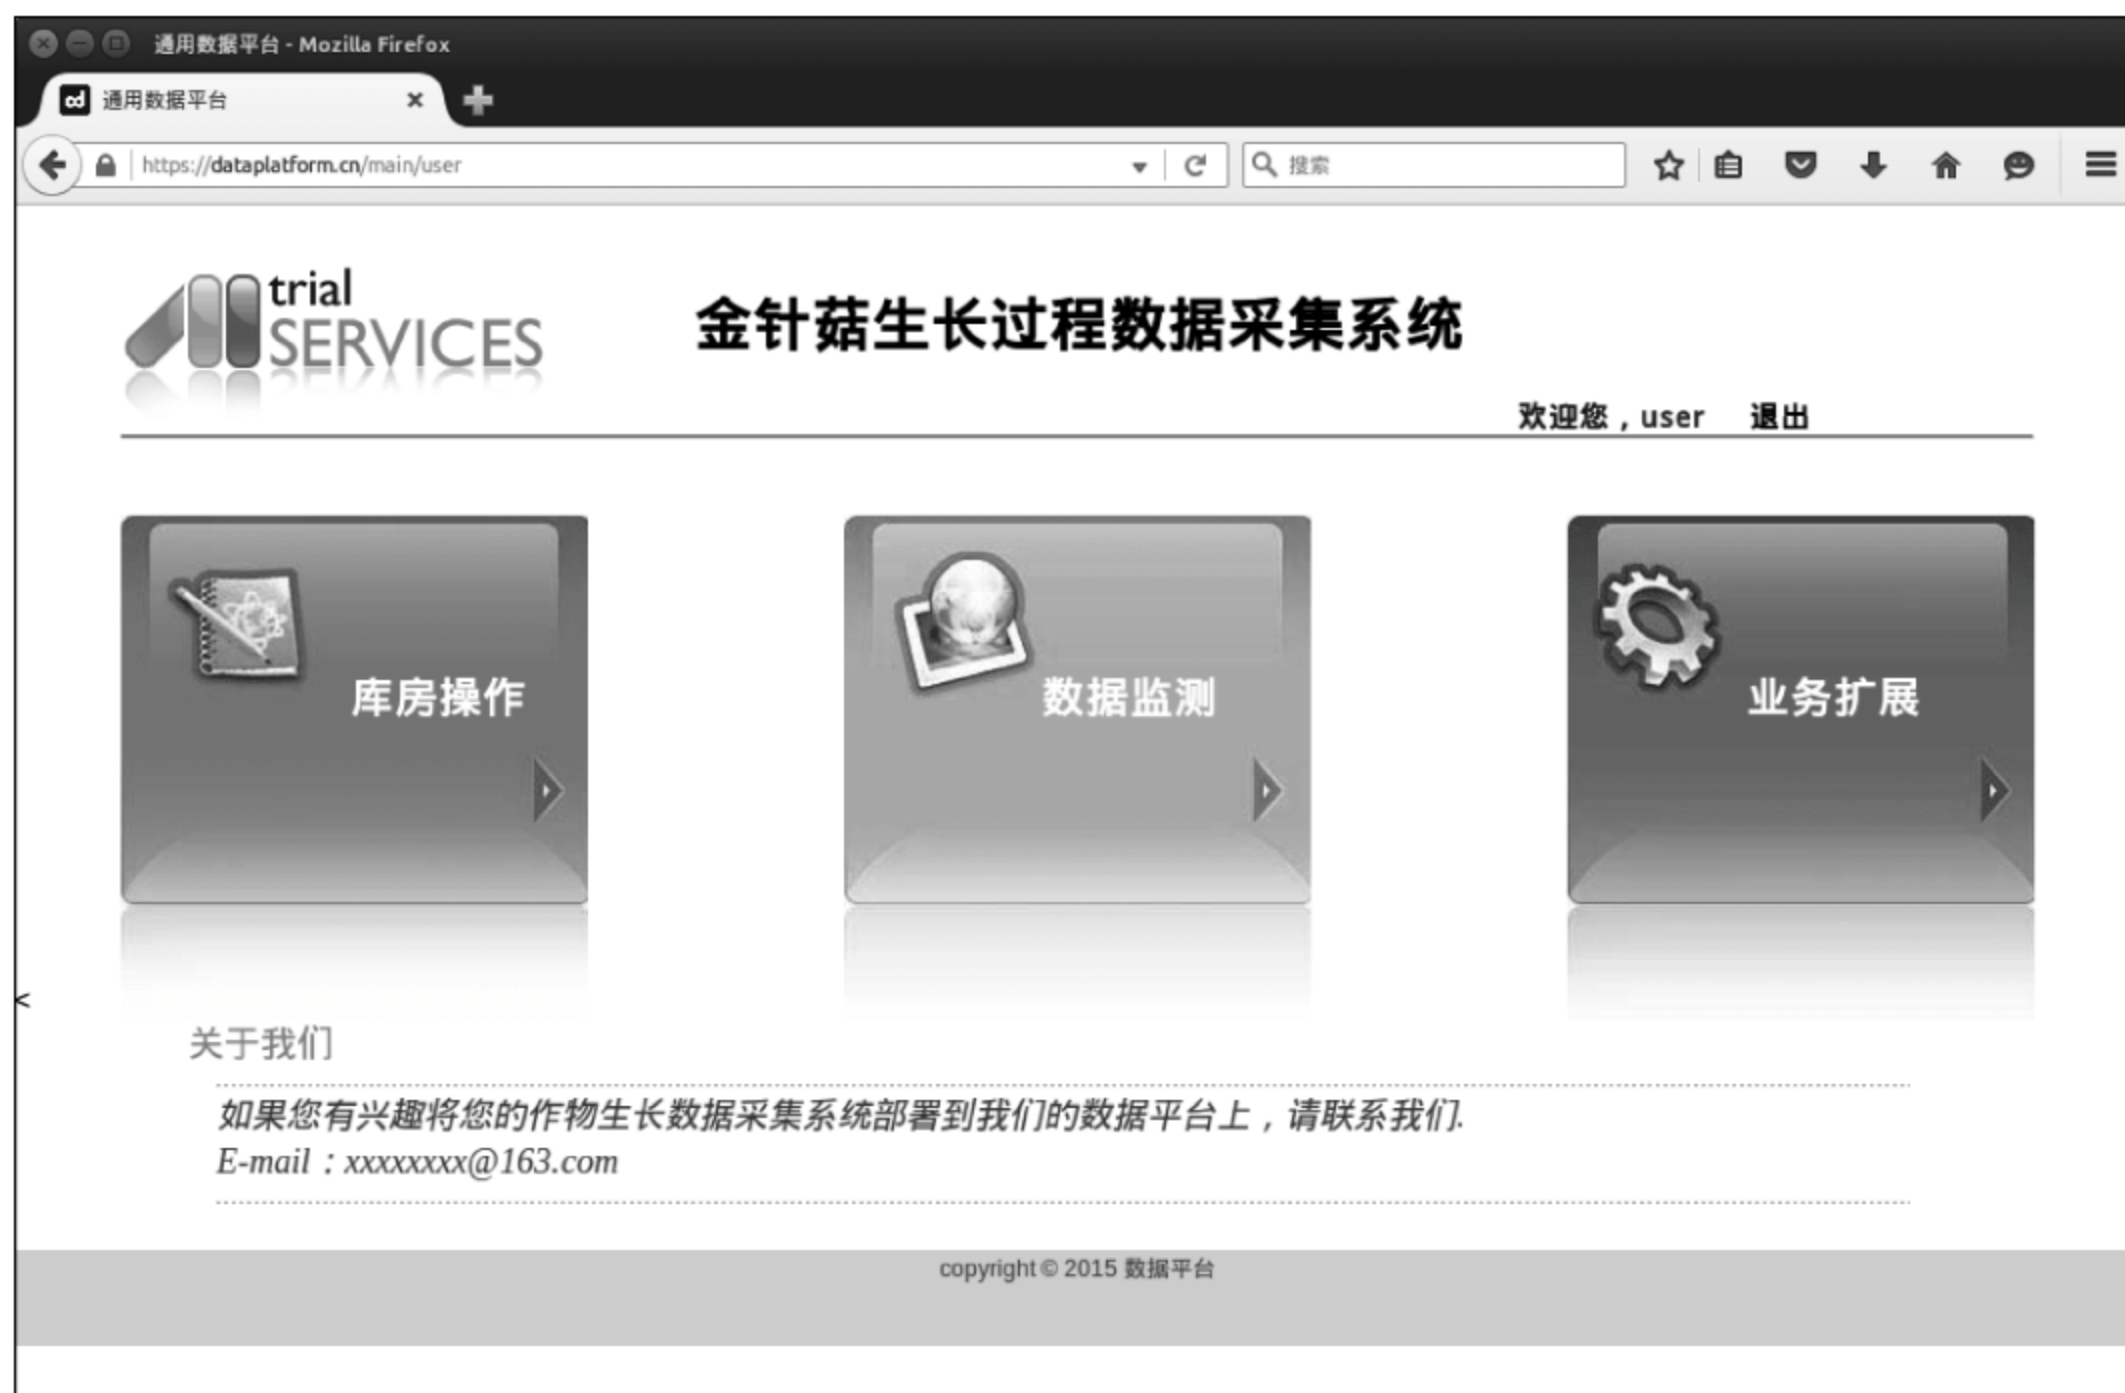 通用数据平台 - Mozilla Firefox
通用数据平台
https://dataplatform.cn/main/user
搜索
trial
SERVICES
金针菇生长过程数据采集系统
欢迎您，user 退出
库房操作
数据监测
业务扩展
<
关于我们
如果您有兴趣将您的作物生长数据采集系统部署到我们的数据平台上，请联系我们.
E-mail：xxxxxxxx@163.com
copyright © 2015 数据平台